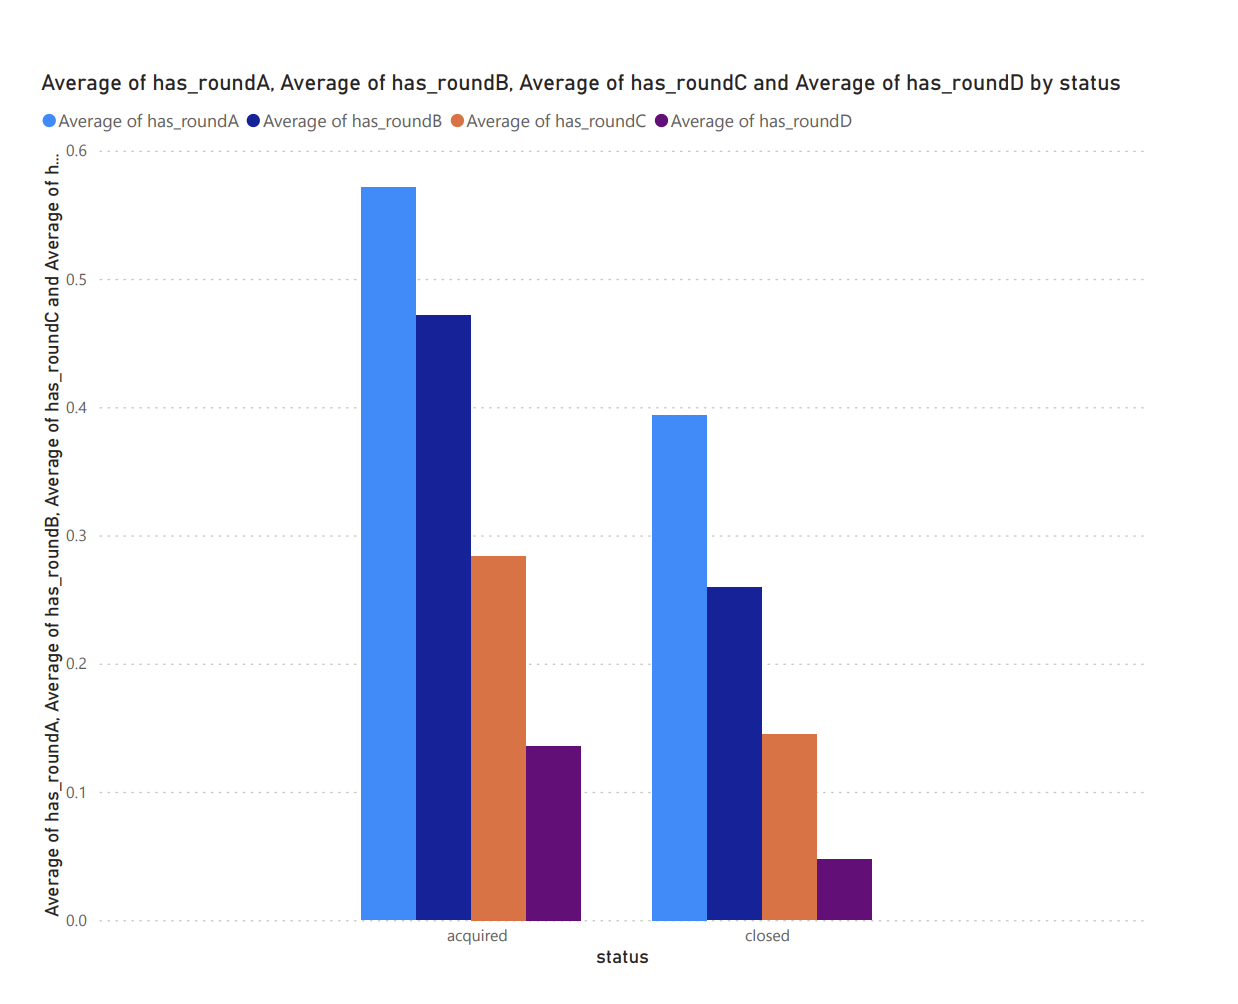 Average of has_roundA, Average of has_roundB, Average of has_roundC and Average of has_roundD by status
Average of has_roundA Average of has_roundB Average of has_roundC Average of has_roundD
Average of has_roundA, Average of has_roundB, Average of has_roundC and Average of h...
0.6
0.5
0.4
0.3
0.2
0.1
0.0
acquired closed
status